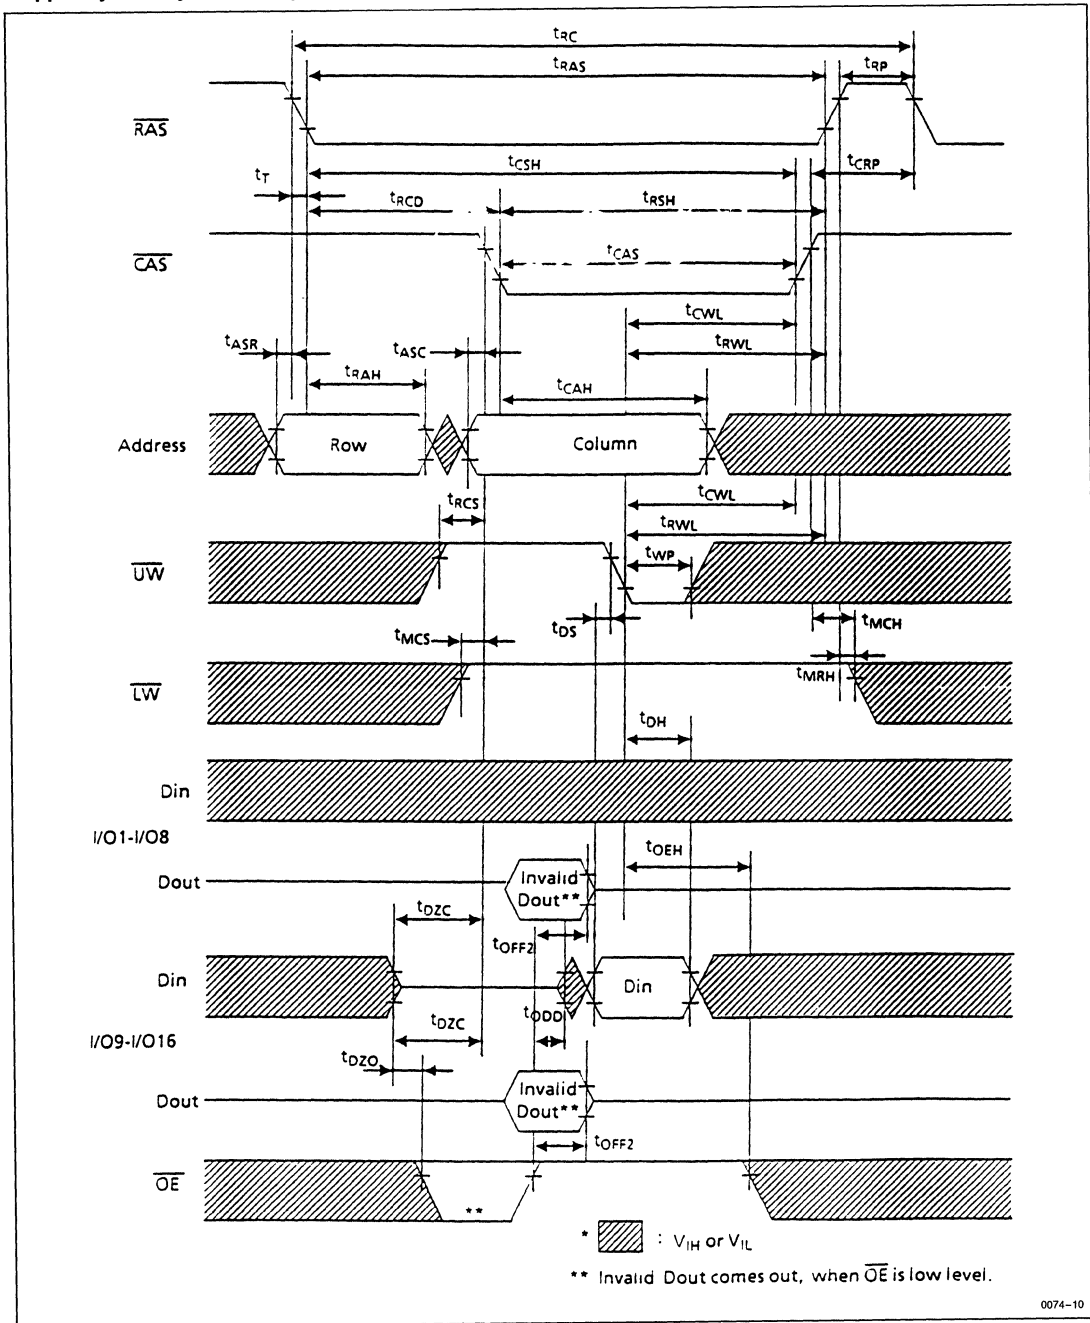 tRC
tRAS
tRP
RAS
tCSH
tCRP
tT
tRCD
tRSH
CAS
tCAS
tCWL
tASR
tASC
tRWL
tRAH
tCAH
Address
Row
Column
tCWL
tRCS
tRWL
UW
tWP
tMCS
tDS
tMCH
LW
tMRH
tDH
Din
I/O1-I/O8
tOEH
Dout
Invalid
Dout**
tDZC
tOFF2
Din
Din
tODD
tDZC
I/O9-I/O16
tDZO
Dout
Invalid
Dout**
tOFF2
OE
**
* : VIH or VIL
** Invalid Dout comes out, when OE is low level.
0074-10